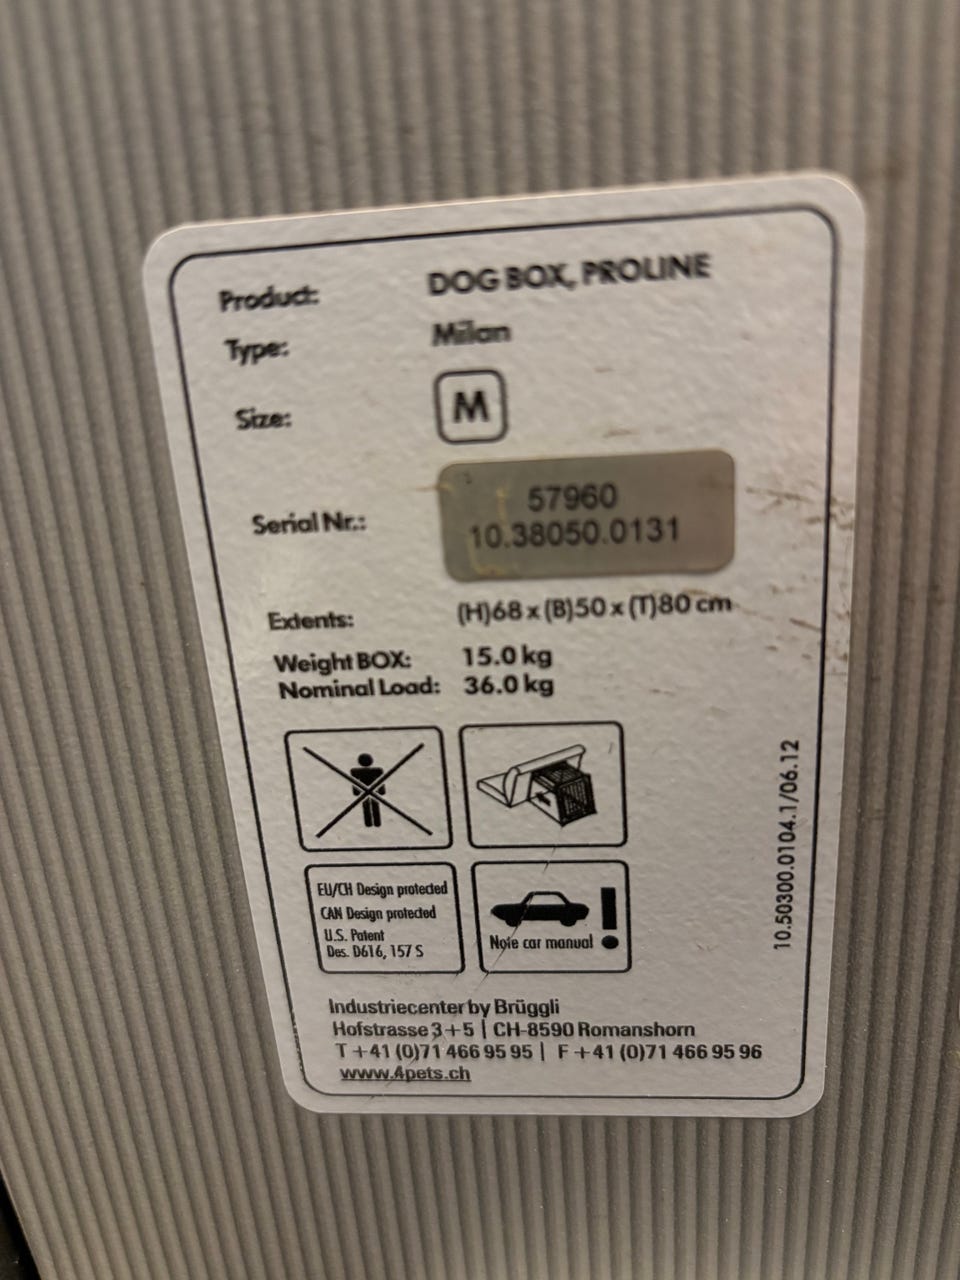 Product: DOG BOX, PROLINE
Type: Milan
Size: M
Serial Nr.: 57960
10.38050.0131
Extents: (H)68 x (B)50 x (T)80 cm
Weight BOX: 15.0 kg
Nominal Load: 36.0 kg
EU/CH Design protected
CAN Design protected
U.S. Patent
Des. D616, 157 S
Note car manual
10.50300.0104.1/06.12
Industriecenter by Brüggli
Hofstrasse 3+5 | CH-8590 Romanshorn
T +41 (0)71 466 95 95 | F +41 (0)71 466 95 96
www.4pets.ch